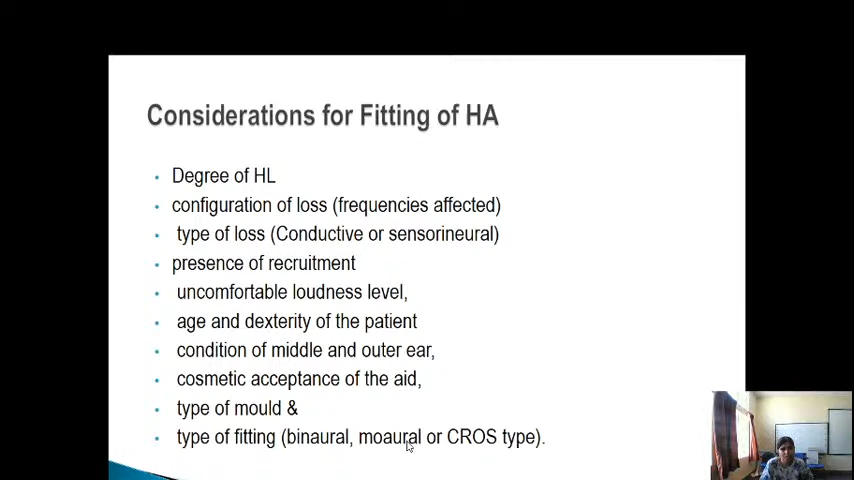 Considerations for Fitting of HA
Degree of HL
configuration of loss (frequencies affected)
type of loss (Conductive or sensorineural)
presence of recruitment
uncomfortable loudness level,
age and dexterity of the patient
condition of middle and outer ear,
cosmetic acceptance of the aid,
type of mould &
type of fitting (binaural, moaural or CROS type).